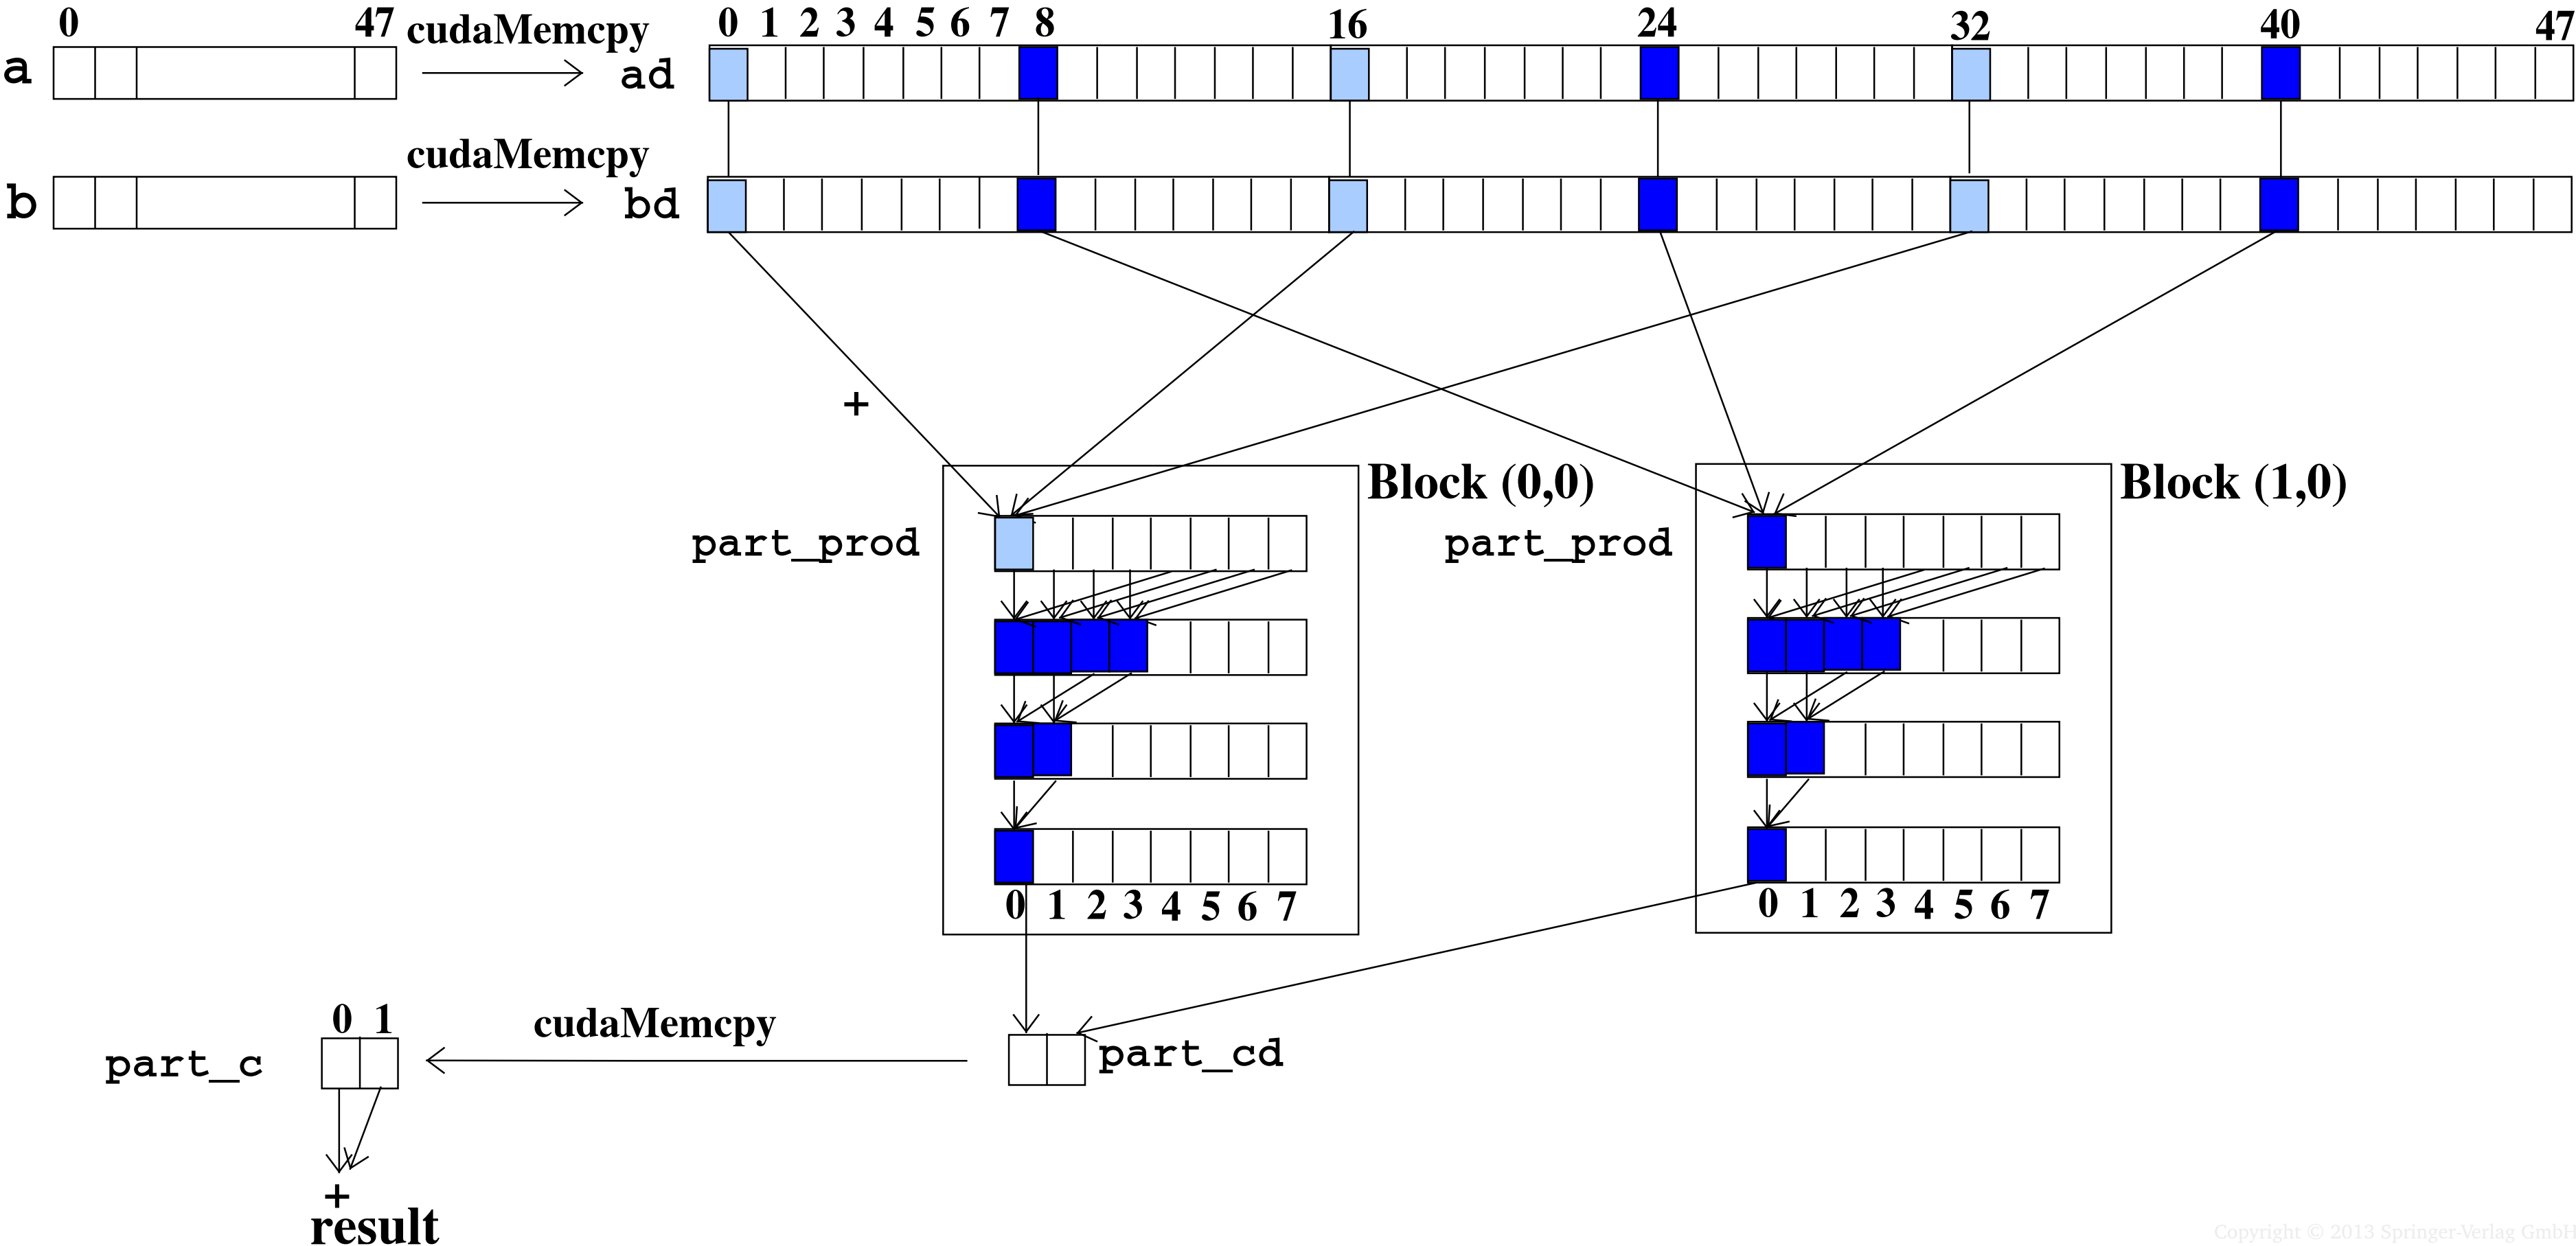 0 47 cudaMemcpy 0 1 2 3 4 5 6 7 8 16 24 32 40 47
a ad
cudaMemcpy
b bd
+
Block (0,0) Block (1,0)
part_prod part_prod
0 1 2 3 4 5 6 7 0 1 2 3 4 5 6 7
0 1 cudaMemcpy
part_c part_cd
+
result
Copyright © 2013 Springer-Verlag GmbH